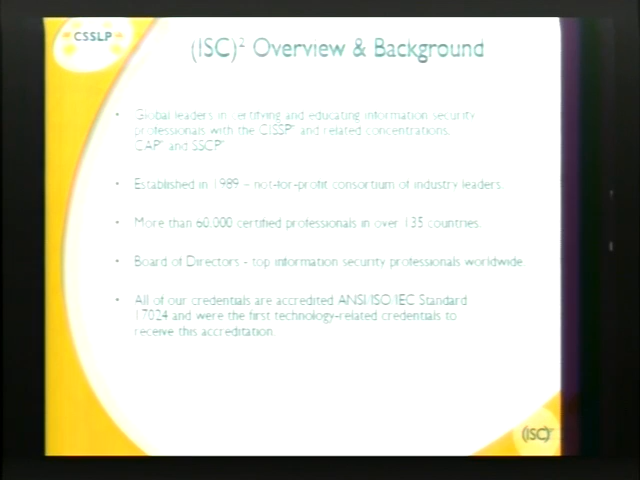 CSSLP
(ISC)² Overview & Background
• Global leaders in certifying and educating information security
professionals with the CISSP® and related concentrations,
CAP® and SSCP®
• Established in 1989 – not-for-profit consortium of industry leaders.
• More than 60,000 certified professionals in over 135 countries.
• Board of Directors - top information security professionals worldwide.
• All of our credentials are accredited ANSI/ISO/IEC Standard
17024 and were the first technology-related credentials to
receive this accreditation.
(ISC)²